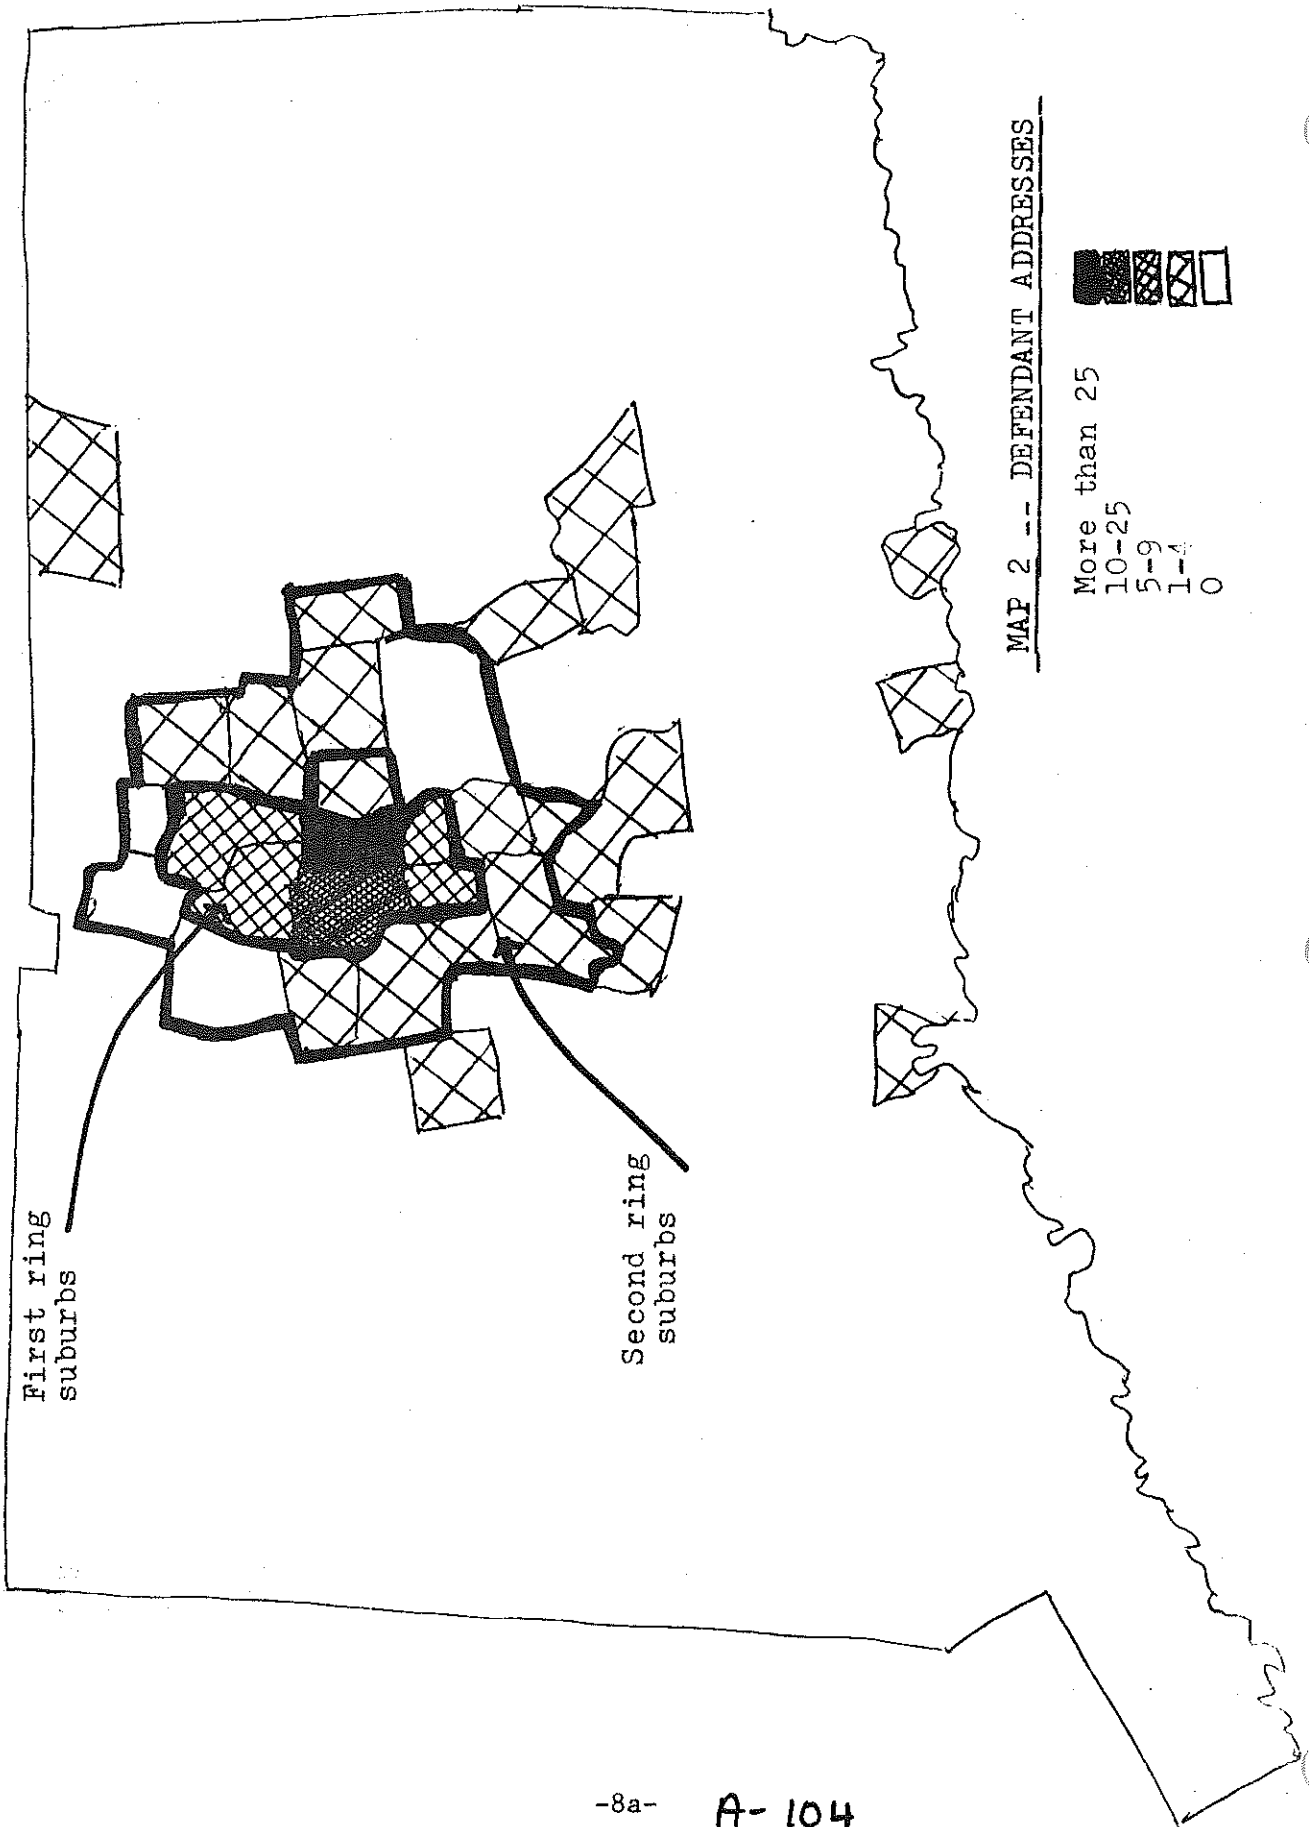 First ring
suburbs
Second ring
suburbs
MAP 2 -- DEFENDANT ADDRESSES
More than 25
10-25
5-9
1-4
0
-8a-
A-104